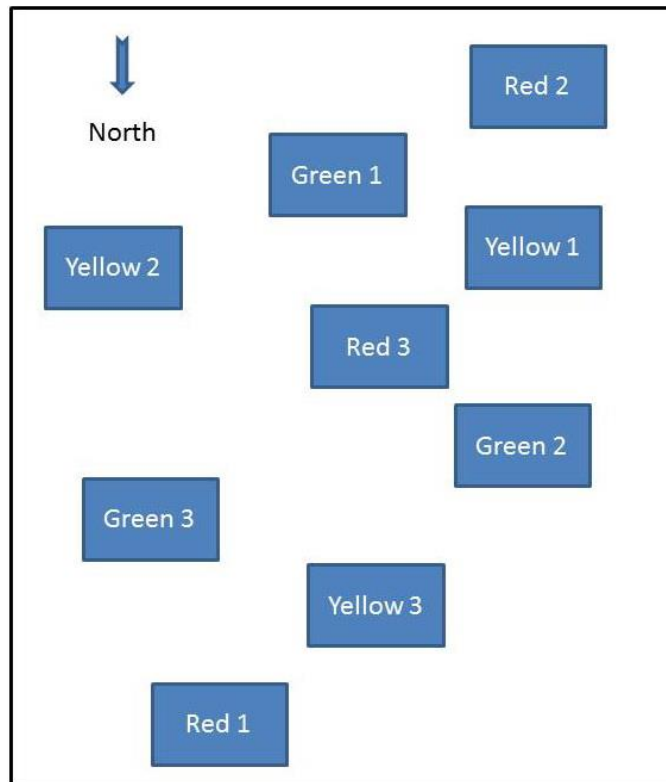 Red 2
North
Green 1
Yellow 1
Yellow 2
Red 3
Green 2
Green 3
Yellow 3
Red 1